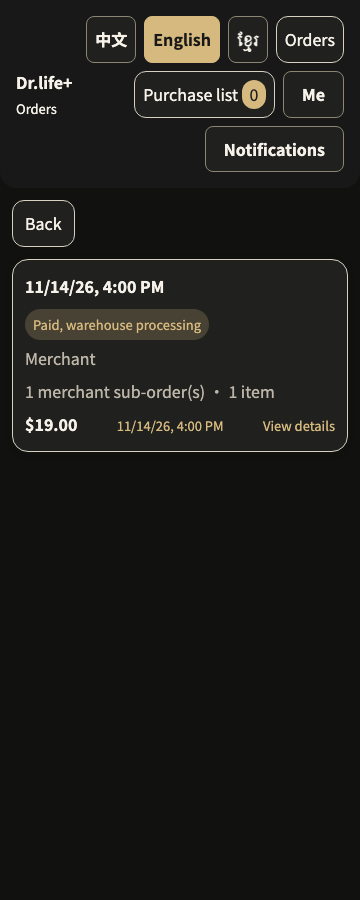 中文
English
ខ្មែរ
Orders
Dr.life+
Orders
Purchase list 0
Me
Notifications
Back
11/14/26, 4:00 PM
Paid, warehouse processing
Merchant
1 merchant sub-order(s) • 1 item
$19.00 11/14/26, 4:00 PM View details